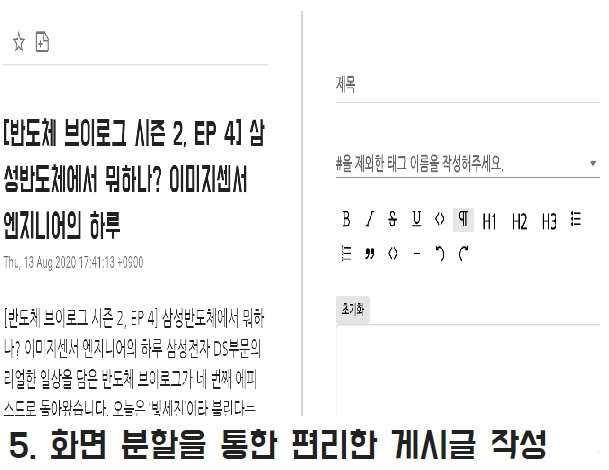 [반도체 브이로그 시즌 2, EP 4] 삼
성반도체에서 뭐하나? 이미지센서
엔지니어의 하루
Thu, 13 Aug 2020 17:41:13 +0900
[반도체 브이로그 시즌 2, EP 4] 삼성반도체에서 뭐하
나? 이미지센서 엔지니어의 하루 삼성전자 DS부문의
리얼한 일상을 담은 반도체 브이로그가 네 번째 에피
소드로 돌아왔습니다. 오늘은 '빛세진'이라 불린다는
제목
#을 제외한 태그 이름을 작성해주세요.
B I S U <> ¶ H1 H2 H3
초기화
5. 화면 분할을 통한 편리한 게시글 작성